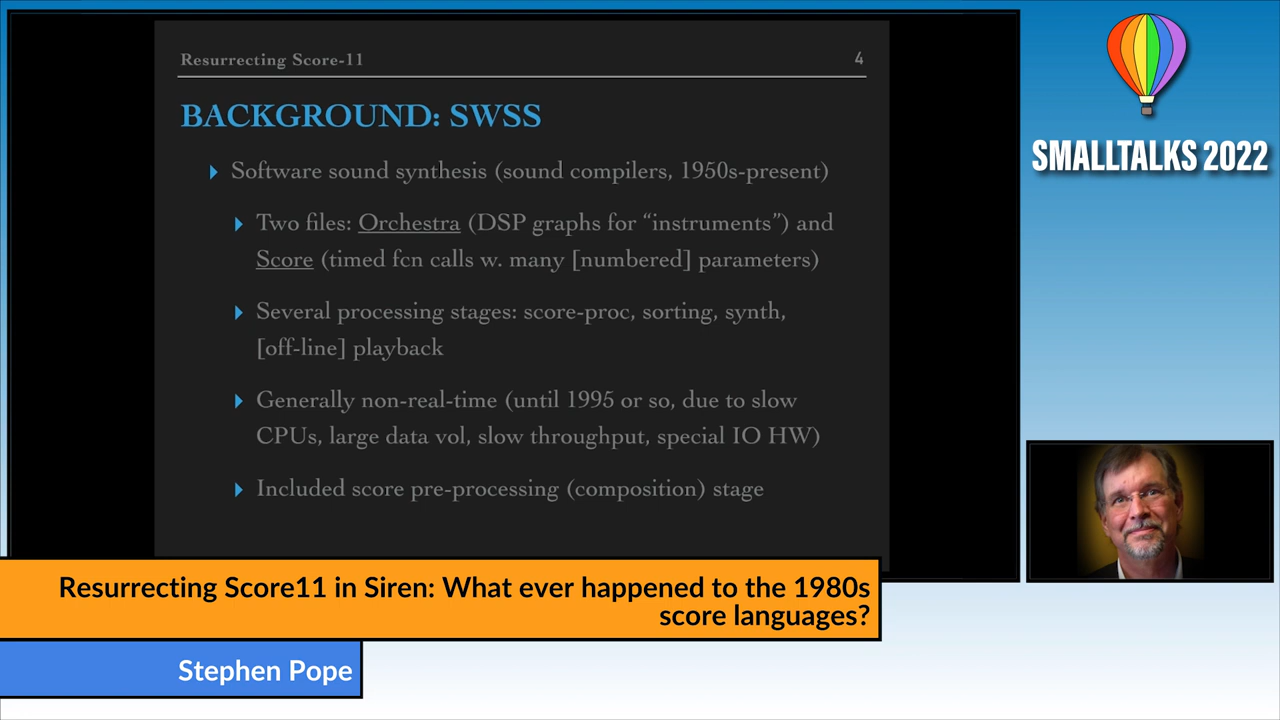 Resurrecting Score-11
4
BACKGROUND: SWSS
Software sound synthesis (sound compilers, 1950s-present)
Two files: Orchestra (DSP graphs for “instruments”) and
Score (timed fcn calls w. many [numbered] parameters)
Several processing stages: score-proc, sorting, synth,
[off-line] playback
Generally non-real-time (until 1995 or so, due to slow
CPUs, large data vol, slow throughput, special IO HW)
Included score pre-processing (composition) stage
SMALLTALKS 2022
Resurrecting Score11 in Siren: What ever happened to the 1980s
score languages?
Stephen Pope